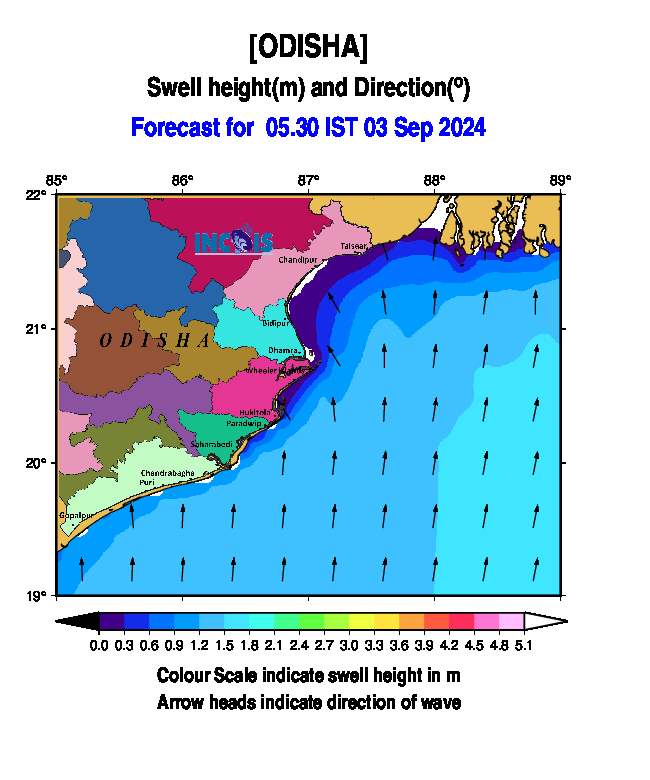 [ODISHA]
Swell height(m) and Direction(º)
Forecast for 05.30 IST 03 Sep 2024
85° 86° 87° 88° 89°
22°
INCOIS
Talsear
Chandipur
21°
Bidipur
ODISHA
Dhamra
Wheeler
Hukitola
Paradwip
Saharabedi
20°
Chendrabaghe
Puri
Gopalpur
19°
0.0 0.3 0.6 0.9 1.2 1.5 1.8 2.1 2.4 2.7 3.0 3.3 3.6 3.9 4.2 4.5 4.8 5.1
Colour Scale indicate swell height in m
Arrow heads indicate direction of wave